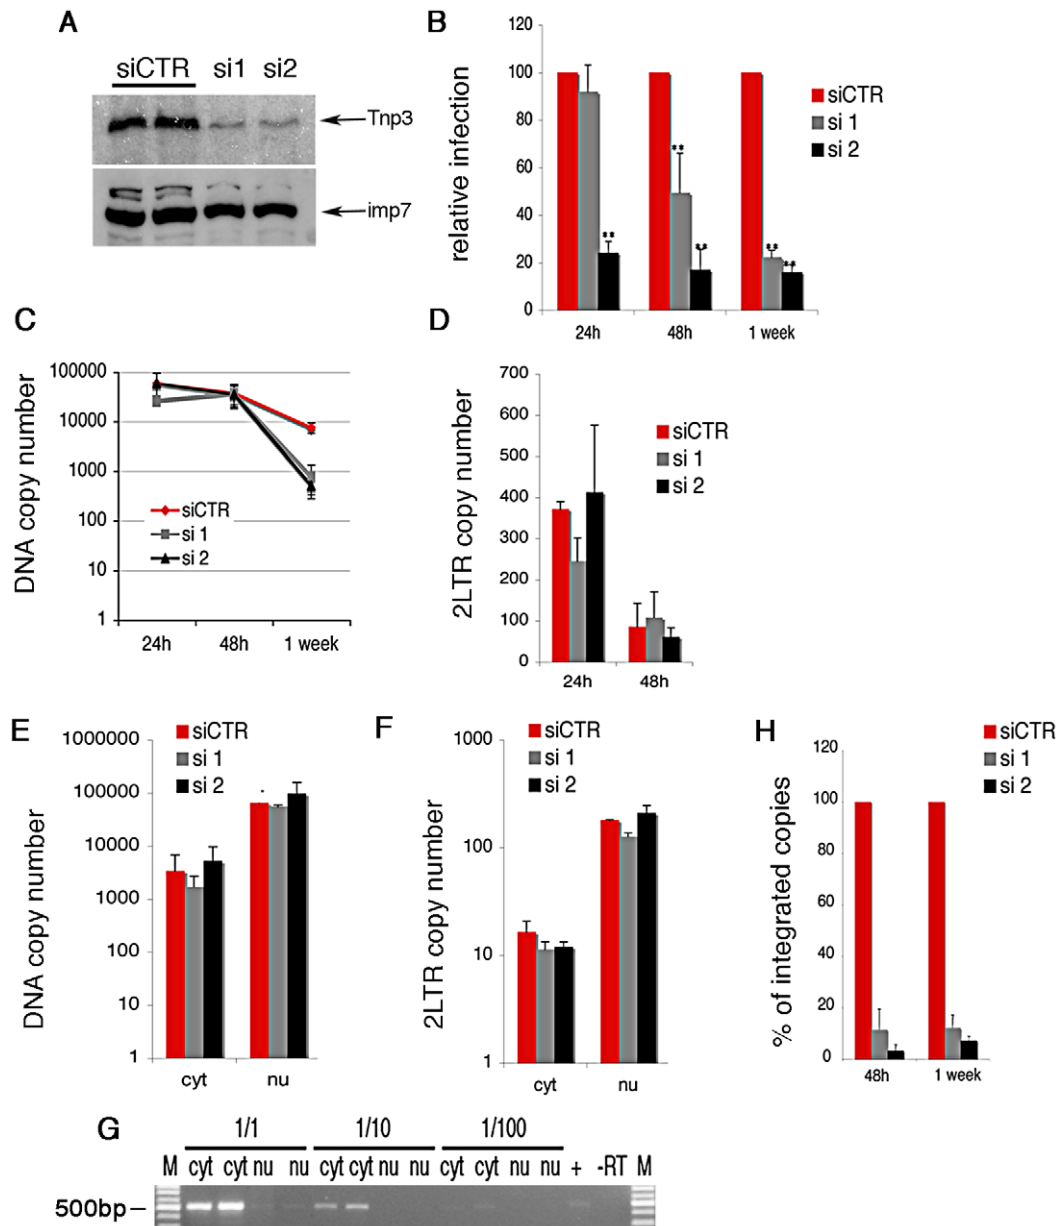 A
siCTR si1 si2
Tnp3
imp7
B
relative infection
120
100
80
60
40
20
0
** ** ** ** **
24h 48h 1 week
siCTR
si 1
si 2
C
DNA copy number
100000
10000
1000
100
10
1
siCTR
si 1
si 2
24h 48h 1 week
D
2LTR copy number
700
600
500
400
300
200
100
0
siCTR
si 1
si 2
24h 48h
E
DNA copy number
1000000
100000
10000
1000
100
10
1
siCTR
si 1
si 2
cyt nu
F
2LTR copy number
1000
100
10
1
siCTR
si 1
si 2
cyt nu
H
% of integrated copies
120
100
80
60
40
20
0
siCTR
si 1
si 2
48h 1 week
G
1/1 1/10 1/100
M cyt cyt nu nu cyt cyt nu nu cyt cyt nu nu + -RT M
500bp